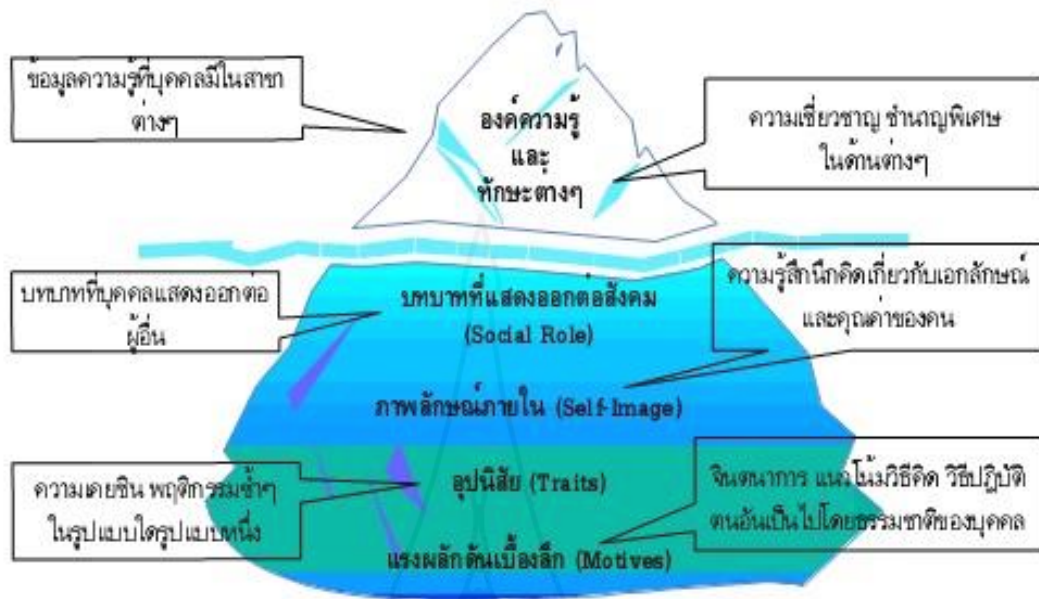 ข้อมูลความรู้ที่บุคคลมีในสาขา
ต่างๆ
องค์ความรู้
และ
ทักษะต่างๆ
ความเชี่ยวชาญ ชำนาญพิเศษ
ในด้านต่างๆ
บทบาทที่บุคคลแสดงออกต่อ
ผู้อื่น
บทบาทที่แสดงออกต่อสังคม
(Social Role)
ความรู้สึกนึกคิดเกี่ยวกับเอกลักษณ์
และคุณค่าของคน
ภาพลักษณ์ภายใน (Self-Image)
ความเคยชิน พฤติกรรมซ้ำๆ
ในรูปแบบใดรูปแบบหนึ่ง
อุปนิสัย (Traits)
จินตนาการ แนวโน้มวิธีคิด วิธีปฏิบัติ
ตนอันเป็นไปโดยธรรมชาติของบุคคล
แรงผลักดันเบื้องลึก (Motives)